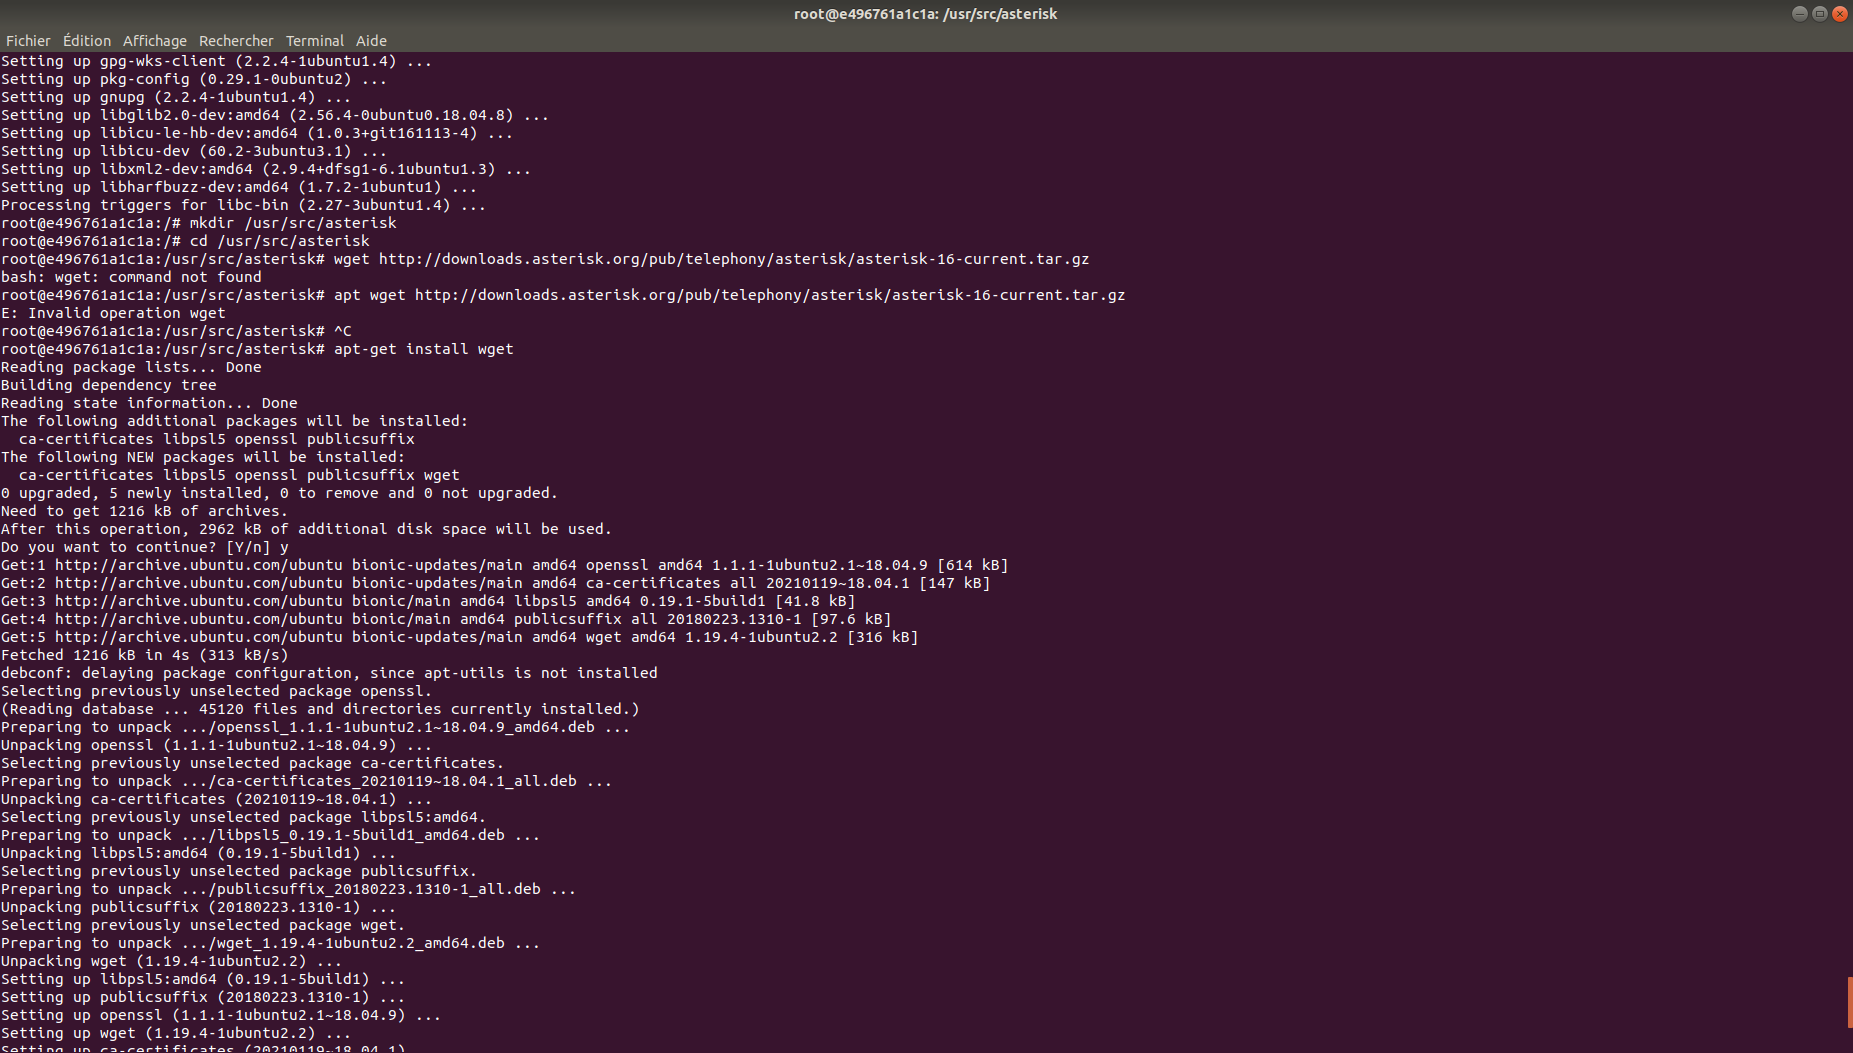 root@e496761a1c1a: /usr/src/asterisk
Fichier Édition Affichage Rechercher Terminal Aide
Setting up gpg-wks-client (2.2.4-1ubuntu1.4) ...
Setting up pkg-config (0.29.1-0ubuntu2) ...
Setting up gnupg (2.2.4-1ubuntu1.4) ...
Setting up libglib2.0-dev:amd64 (2.56.4-0ubuntu0.18.04.8) ...
Setting up libicu-le-hb-dev:amd64 (1.0.3+git161113-4) ...
Setting up libicu-dev (60.2-3ubuntu3.1) ...
Setting up libxml2-dev:amd64 (2.9.4+dfsg1-6.1ubuntu1.3) ...
Setting up libharfbuzz-dev:amd64 (1.7.2-1ubuntu1) ...
Processing triggers for libc-bin (2.27-3ubuntu1.4) ...
root@e496761a1c1a:/# mkdir /usr/src/asterisk
root@e496761a1c1a:/# cd /usr/src/asterisk
root@e496761a1c1a:/usr/src/asterisk# wget http://downloads.asterisk.org/pub/telephony/asterisk/asterisk-16-current.tar.gz
bash: wget: command not found
root@e496761a1c1a:/usr/src/asterisk# apt wget http://downloads.asterisk.org/pub/telephony/asterisk/asterisk-16-current.tar.gz
E: Invalid operation wget
root@e496761a1c1a:/usr/src/asterisk# ^C
root@e496761a1c1a:/usr/src/asterisk# apt-get install wget
Reading package lists... Done
Building dependency tree
Reading state information... Done
The following additional packages will be installed:
  ca-certificates libpsl5 openssl publicsuffix
The following NEW packages will be installed:
  ca-certificates libpsl5 openssl publicsuffix wget
0 upgraded, 5 newly installed, 0 to remove and 0 not upgraded.
Need to get 1216 kB of archives.
After this operation, 2962 kB of additional disk space will be used.
Do you want to continue? [Y/n] y
Get:1 http://archive.ubuntu.com/ubuntu bionic-updates/main amd64 openssl amd64 1.1.1-1ubuntu2.1~18.04.9 [614 kB]
Get:2 http://archive.ubuntu.com/ubuntu bionic-updates/main amd64 ca-certificates all 20210119~18.04.1 [147 kB]
Get:3 http://archive.ubuntu.com/ubuntu bionic/main amd64 libpsl5 amd64 0.19.1-5build1 [41.8 kB]
Get:4 http://archive.ubuntu.com/ubuntu bionic/main amd64 publicsuffix all 20180223.1310-1 [97.6 kB]
Get:5 http://archive.ubuntu.com/ubuntu bionic-updates/main amd64 wget amd64 1.19.4-1ubuntu2.2 [316 kB]
Fetched 1216 kB in 4s (313 kB/s)
debconf: delaying package configuration, since apt-utils is not installed
Selecting previously unselected package openssl.
(Reading database ... 45120 files and directories currently installed.)
Preparing to unpack .../openssl_1.1.1-1ubuntu2.1~18.04.9_amd64.deb ...
Unpacking openssl (1.1.1-1ubuntu2.1~18.04.9) ...
Selecting previously unselected package ca-certificates.
Preparing to unpack .../ca-certificates_20210119~18.04.1_all.deb ...
Unpacking ca-certificates (20210119~18.04.1) ...
Selecting previously unselected package libpsl5:amd64.
Preparing to unpack .../libpsl5_0.19.1-5build1_amd64.deb ...
Unpacking libpsl5:amd64 (0.19.1-5build1) ...
Selecting previously unselected package publicsuffix.
Preparing to unpack .../publicsuffix_20180223.1310-1_all.deb ...
Unpacking publicsuffix (20180223.1310-1) ...
Selecting previously unselected package wget.
Preparing to unpack .../wget_1.19.4-1ubuntu2.2_amd64.deb ...
Unpacking wget (1.19.4-1ubuntu2.2) ...
Setting up libpsl5:amd64 (0.19.1-5build1) ...
Setting up publicsuffix (20180223.1310-1) ...
Setting up openssl (1.1.1-1ubuntu2.1~18.04.9) ...
Setting up wget (1.19.4-1ubuntu2.2) ...
Setting up ca-certificates (20210119~18.04.1)